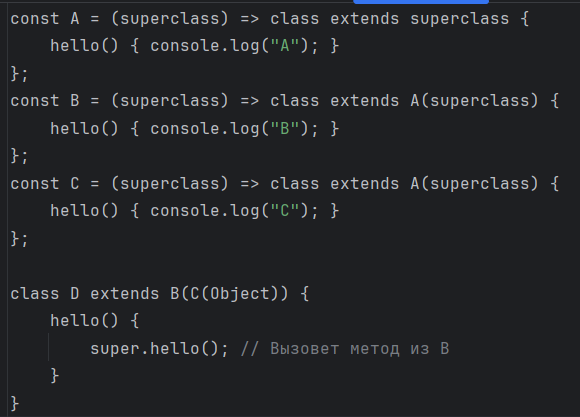 const A = (superclass) => class extends superclass {
    hello() { console.log("A"); }
};
const B = (superclass) => class extends A(superclass) {
    hello() { console.log("B"); }
};
const C = (superclass) => class extends A(superclass) {
    hello() { console.log("C"); }
};

class D extends B(C(Object)) {
    hello() {
        super.hello(); // Вызовет метод из B
    }
}